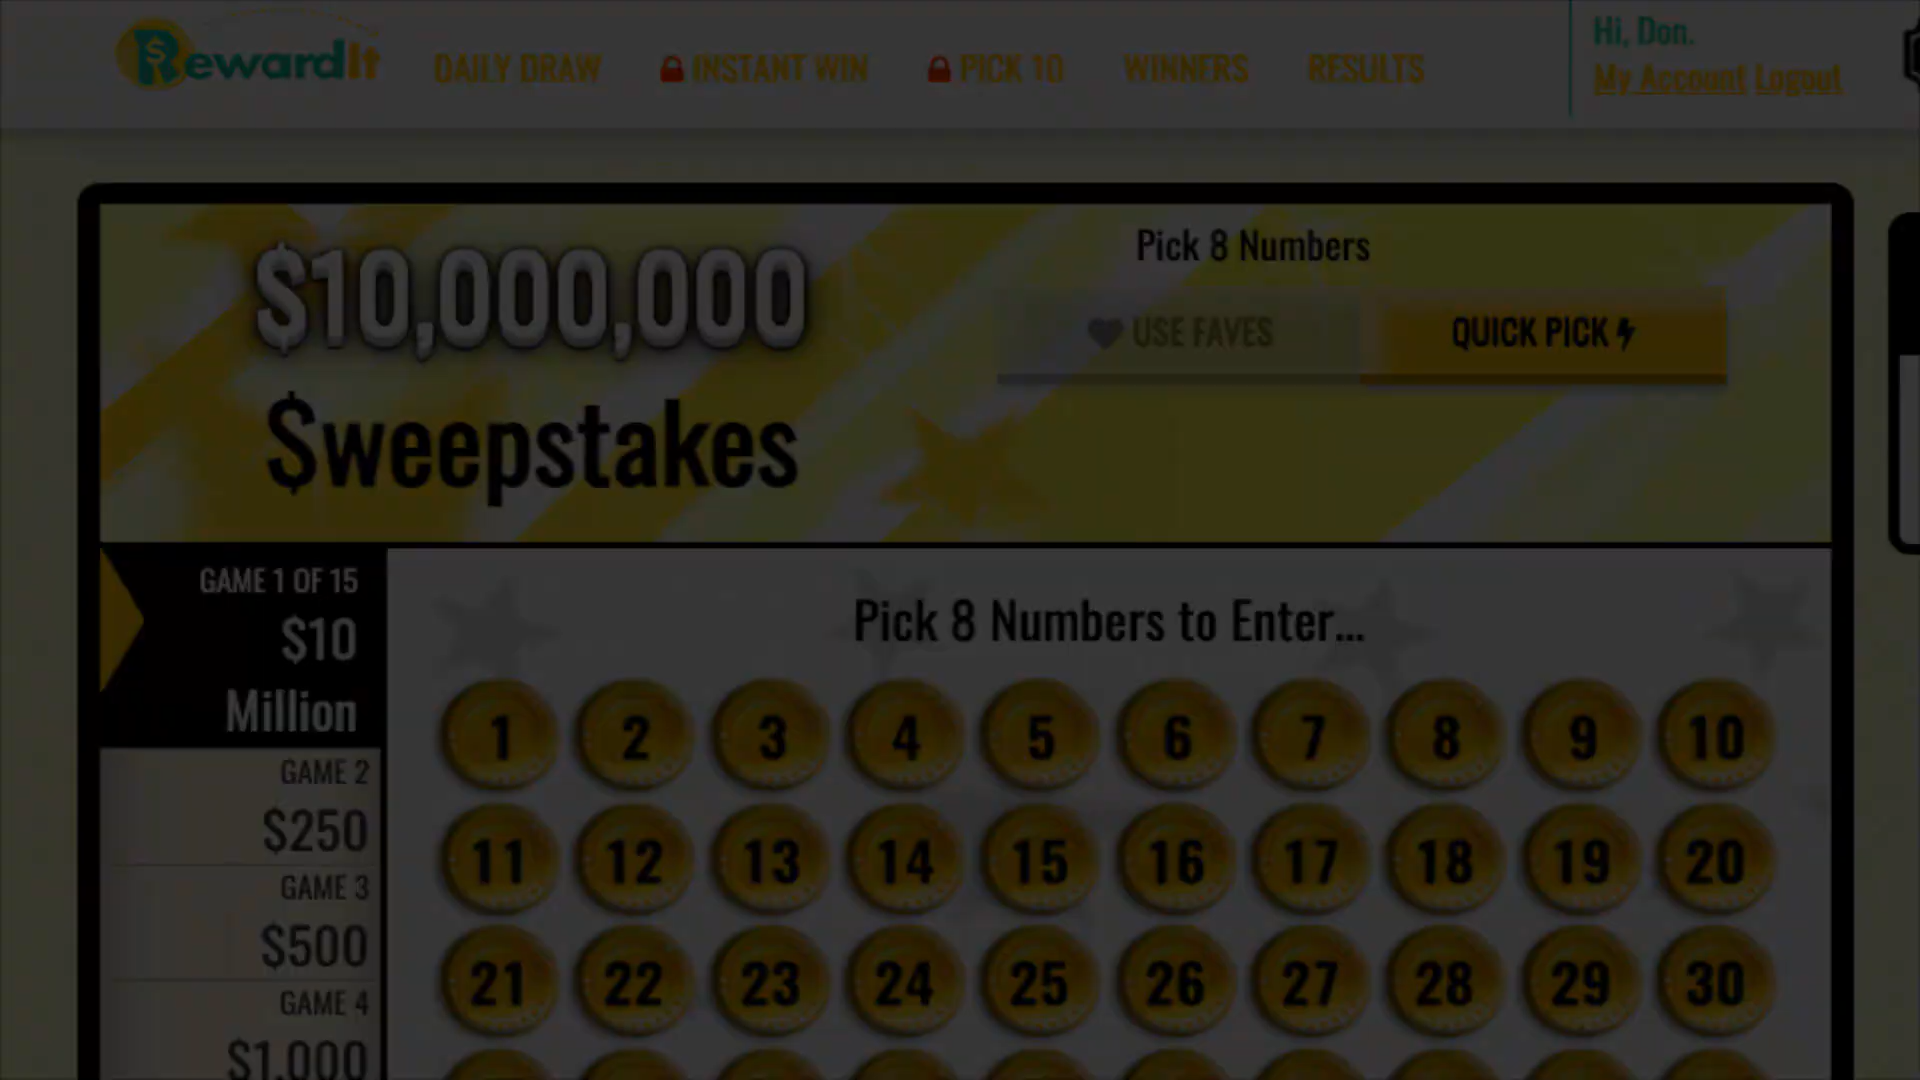 RewardIt
DAILY DRAW
INSTANT WIN
PICK 10
WINNERS
RESULTS
Hi, Don.
My Account Logout
$10,000,000
$weepstakes
Pick 8 Numbers
USE FAVES
QUICK PICK
GAME 1 OF 15
$10
Million
GAME 2
$250
GAME 3
$500
GAME 4
$1,000
Pick 8 Numbers to Enter...
1 2 3 4 5 6 7 8 9 10
11 12 13 14 15 16 17 18 19 20
21 22 23 24 25 26 27 28 29 30